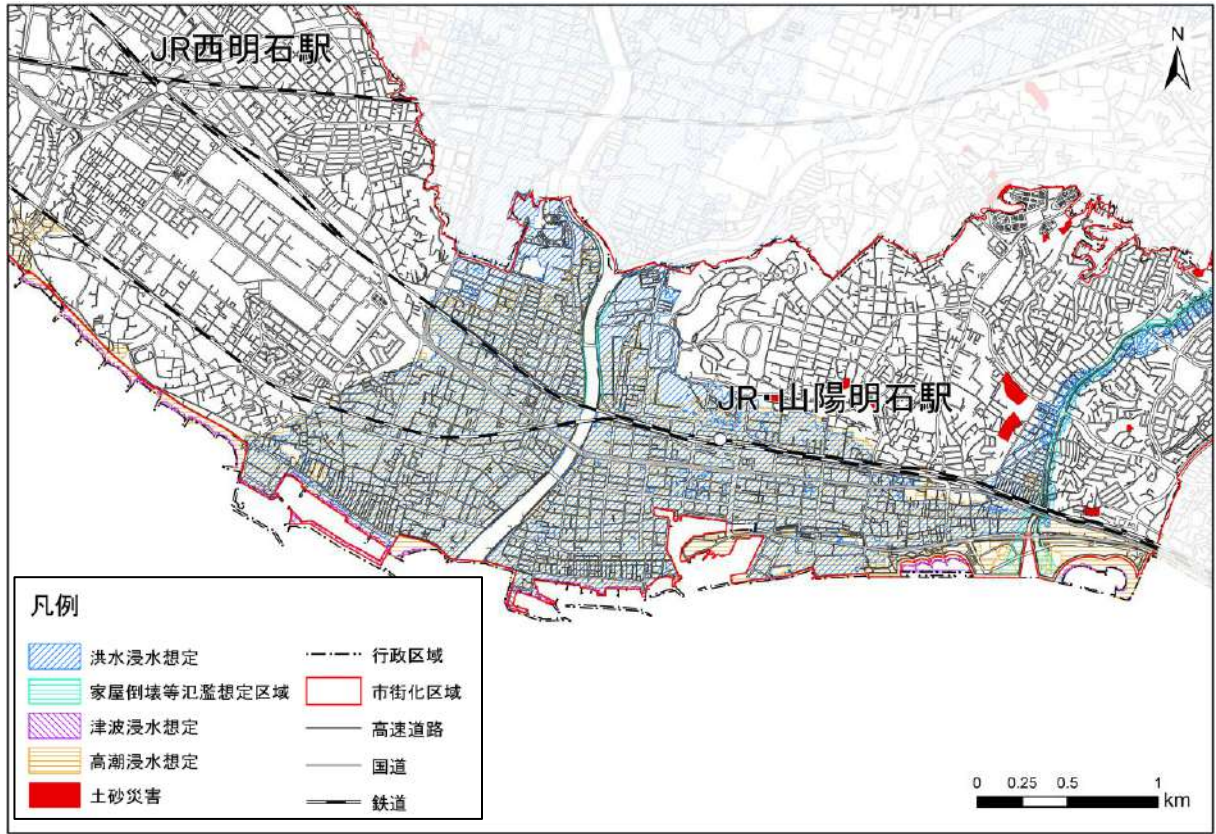 明石
JR西明石駅
N
JR・山陽明石駅
凡例
洪水浸水想定
家屋倒壊等氾濫想定区域
津波浸水想定
高潮浸水想定
土砂災害
行政区域
市街化区域
高速道路
国道
鉄道
0 0.25 0.5 1
km